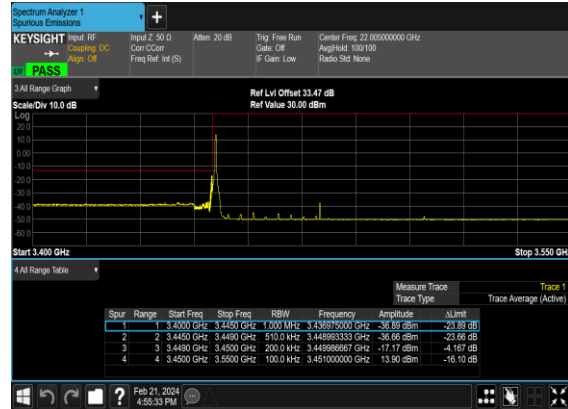 Spectrum Analyzer 1
Spurious Emissions
KEYSIGHT Input: RF Input Z: 50 Ω Atten: 20 dB Trig: Free Run Center Freq: 22.005000000 GHz
Coupling: DC Corr CCorr Gate: Off Avg|Hold: 100/100
Align: Off Freq Ref: Int (S) IF Gain: Low Radio Std: None
PASS
3 All Range Graph
Ref Lvl Offset 33.47 dB
Scale/Div 10.0 dB Ref Value 30.00 dBm
Log
20.0
10.0
0.00
-10.0
-20.0
-30.0
-40.0
-50.0
-60.0
Start 3.400 GHz Stop 3.550 GHz
4 All Range Table
Measure Trace Trace 1
Trace Type Trace Average (Active)
Spur Range Start Freq Stop Freq RBW Frequency Amplitude ΔLimit
1 1 3.4000 GHz 3.4450 GHz 1.000 MHz 3.436975000 GHz -36.89 dBm -23.89 dB
2 2 3.4450 GHz 3.4490 GHz 510.0 kHz 3.448993333 GHz -36.66 dBm -23.66 dB
3 3 3.4490 GHz 3.4500 GHz 200.0 kHz 3.449986667 GHz -17.17 dBm -4.167 dB
4 4 3.4500 GHz 3.5500 GHz 100.0 kHz 3.451000000 GHz 13.90 dBm -16.10 dB
Feb 21, 2024
4:55:33 PM